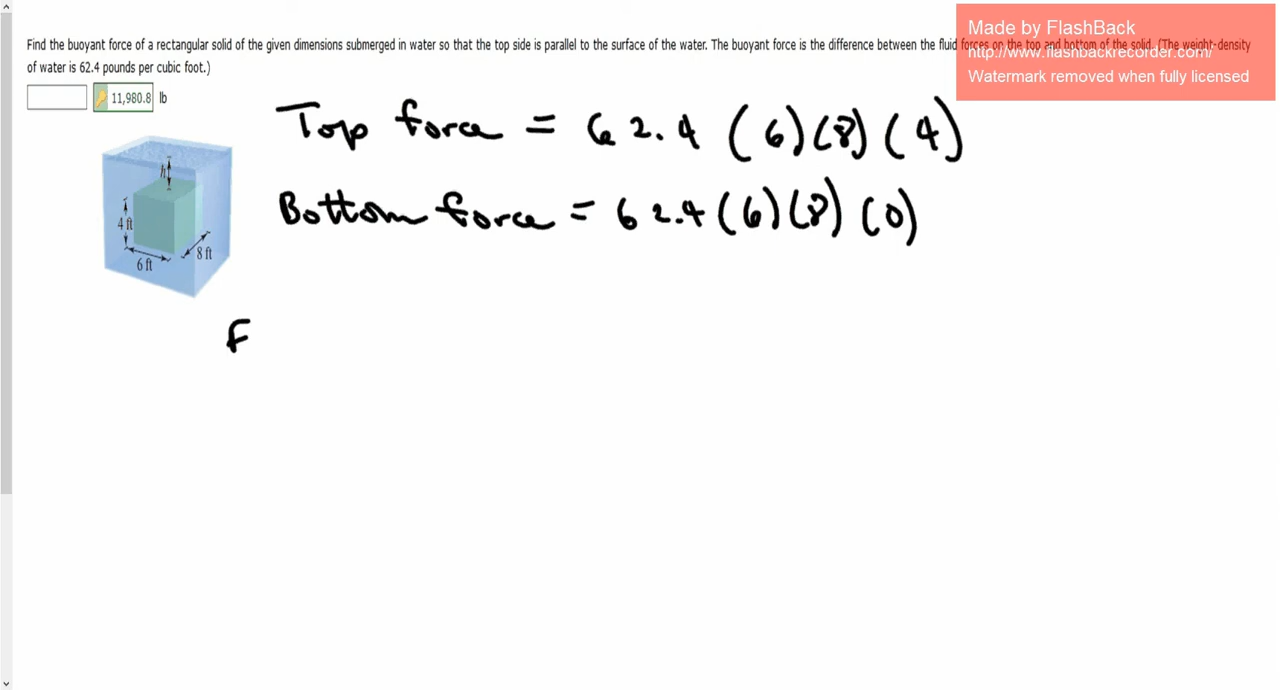 Made by FlashBack
Find the buoyant force of a rectangular solid of the given dimensions submerged in water so that the top side is parallel to the surface of the water. The buoyant force is the difference between the fluid forces on the top and bottom of the solid. (The weight-density
http://www.flashbackrecorder.com/
of water is 62.4 pounds per cubic foot.)
Watermark removed when fully licensed
11,980.8 lb
Top force = 62.4 (6)(8)(4)
h
Bottom force = 62.4 (6)(8)(0)
4 ft
8 ft
6 ft
F